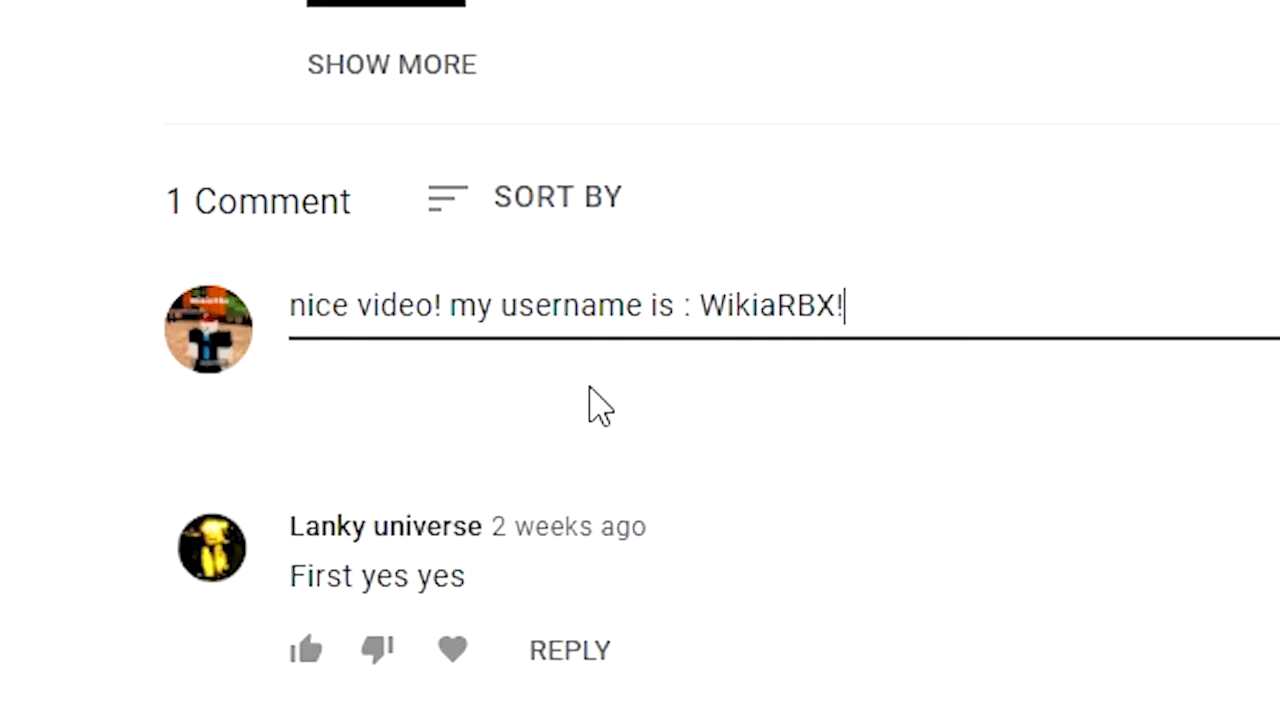 SHOW MORE
1 Comment
SORT BY
nice video! my username is : WikiaRBX!
Lanky universe 2 weeks ago
First yes yes
REPLY